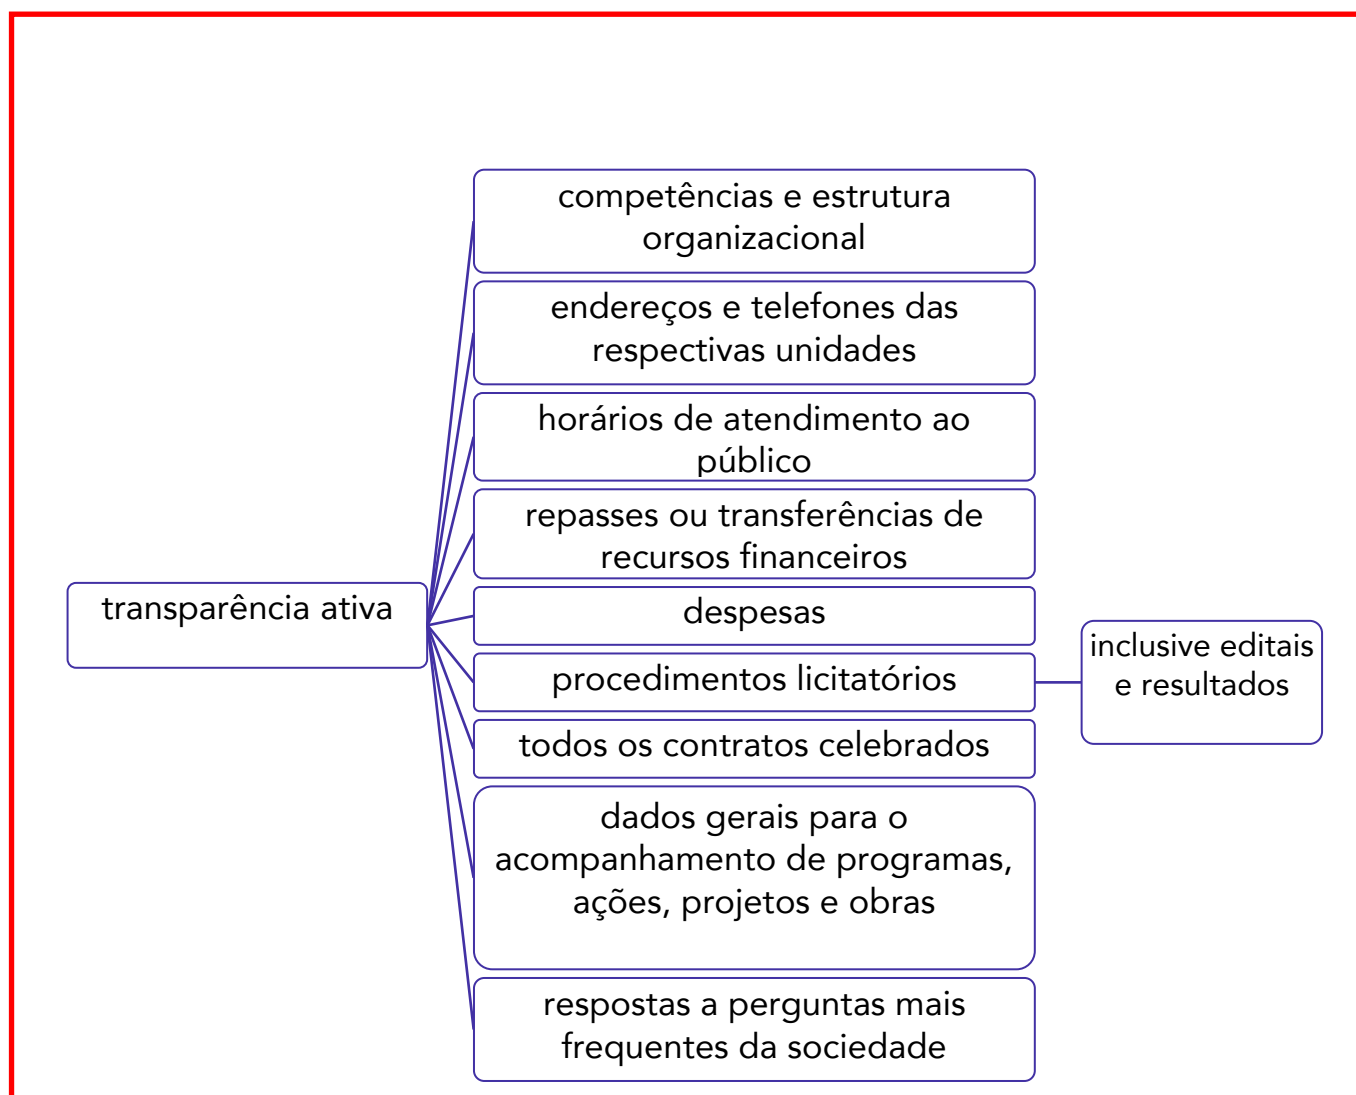 transparência ativa
competências e estrutura
organizacional
endereços e telefones das
respectivas unidades
horários de atendimento ao
público
repasses ou transferências de
recursos financeiros
despesas
procedimentos licitatórios
inclusive editais
e resultados
todos os contratos celebrados
dados gerais para o
acompanhamento de programas,
ações, projetos e obras
respostas a perguntas mais
frequentes da sociedade